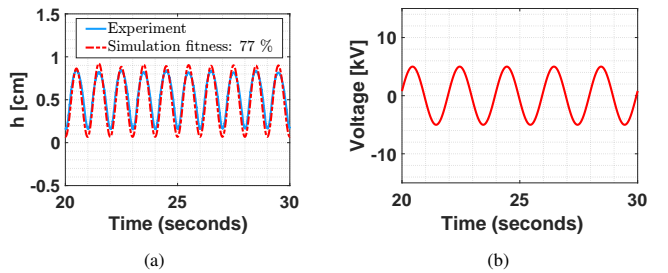 Experiment
Simulation fitness: 77 %
1.5
1
0.5
0
-0.5
h [cm]
20
25
30
Time (seconds)
(a)
10
0
-10
Voltage [kV]
20
25
30
Time (seconds)
(b)